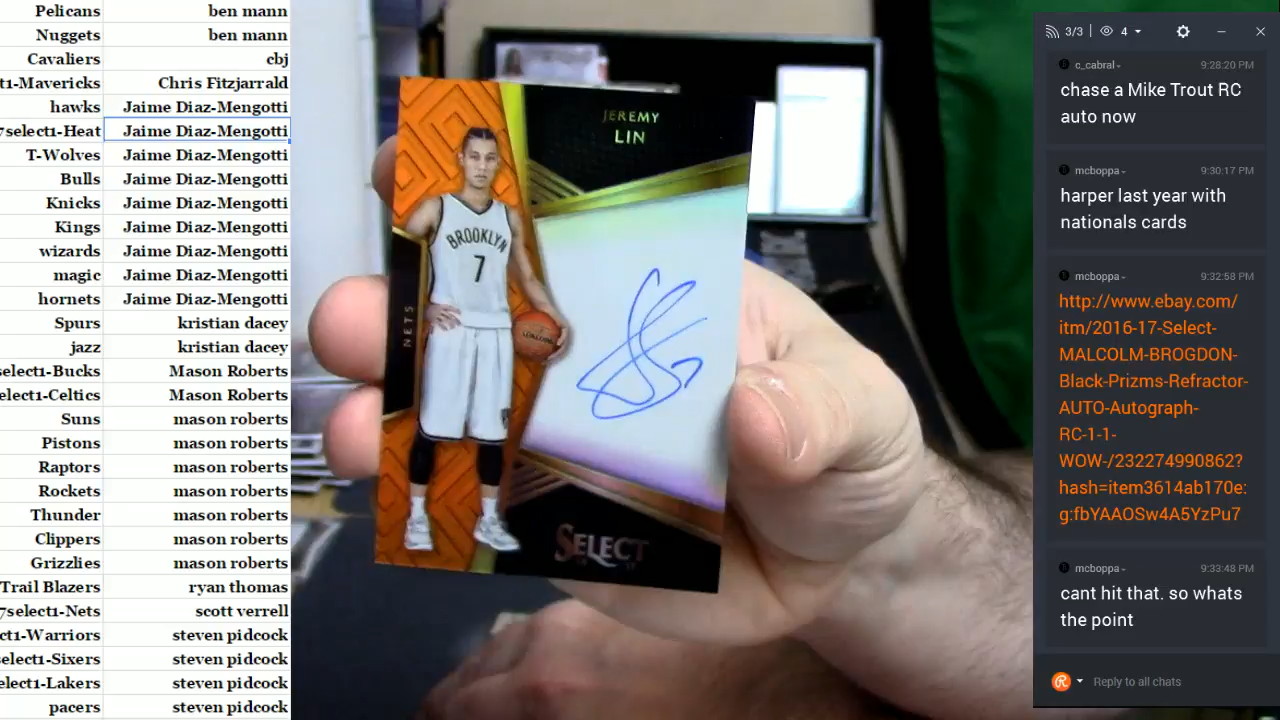 Pelicans ben mann
Nuggets ben mann
Cavaliers cbj
t1-Mavericks Chris Fitzjarrald
hawks Jaime Diaz-Mengotti
7select1-Heat Jaime Diaz-Mengotti
T-Wolves Jaime Diaz-Mengotti
Bulls Jaime Diaz-Mengotti
Knicks Jaime Diaz-Mengotti
Kings Jaime Diaz-Mengotti
wizards Jaime Diaz-Mengotti
magic Jaime Diaz-Mengotti
hornets Jaime Diaz-Mengotti
Spurs kristian dacey
jazz kristian dacey
select1-Bucks Mason Roberts
elect1-Celtics Mason Roberts
Suns mason roberts
Pistons mason roberts
Raptors mason roberts
Rockets mason roberts
Thunder mason roberts
Clippers mason roberts
Grizzlies mason roberts
Trail Blazers ryan thomas
7select1-Nets scott verrell
ct1-Warriors steven pidcock
select1-Sixers steven pidcock
elect1-Lakers steven pidcock
pacers steven pidcock
JEREMY
LIN
BROOKLYN
7
NETS
SPALDING
SELECT
3/3 4
c_cabral 9:28:20 PM
chase a Mike Trout RC
auto now
mcboppa 9:30:17 PM
harper last year with
nationals cards
mcboppa 9:32:58 PM
http://www.ebay.com/
itm/2016-17-Select-
MALCOLM-BROGDON-
Black-Prizms-Refractor-
AUTO-Autograph-
RC-1-1-
WOW-/232274990862?
hash=item3614ab170e:
g:fbYAAOSw4A5YzPu7
mcboppa 9:33:48 PM
cant hit that. so whats
the point
Reply to all chats